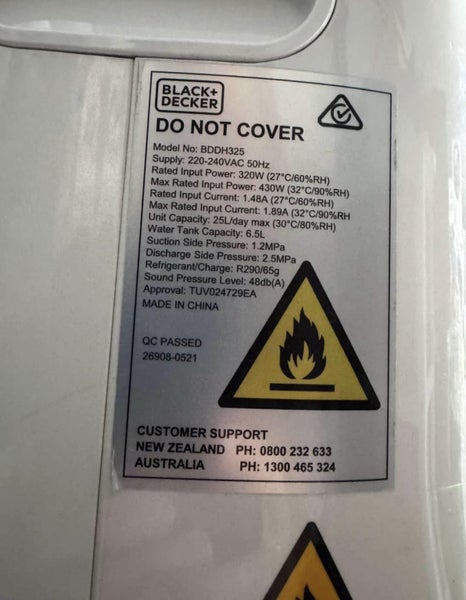 BLACK+
DECKER
DO NOT COVER
Model No: BDDH325
Supply: 220-240VAC 50Hz
Rated Input Power: 320W (27°C/60%RH)
Max Rated Input Power: 430W (32°C/90%RH)
Rated Input Current: 1.48A (27°C/60%RH)
Max Rated Input Current: 1.89A (32°C/90%RH
Unit Capacity: 25L/day max (30°C/80%RH)
Water Tank Capacity: 6.5L
Suction Side Pressure: 1.2MPa
Discharge Side Pressure: 2.5MPa
Refrigerant/Charge: R290/65g
Sound Pressure Level: 48db(A)
Approval: TUV024729EA
MADE IN CHINA
QC PASSED
26908-0521
CUSTOMER SUPPORT
NEW ZEALAND PH: 0800 232 633
AUSTRALIA PH: 1300 465 324